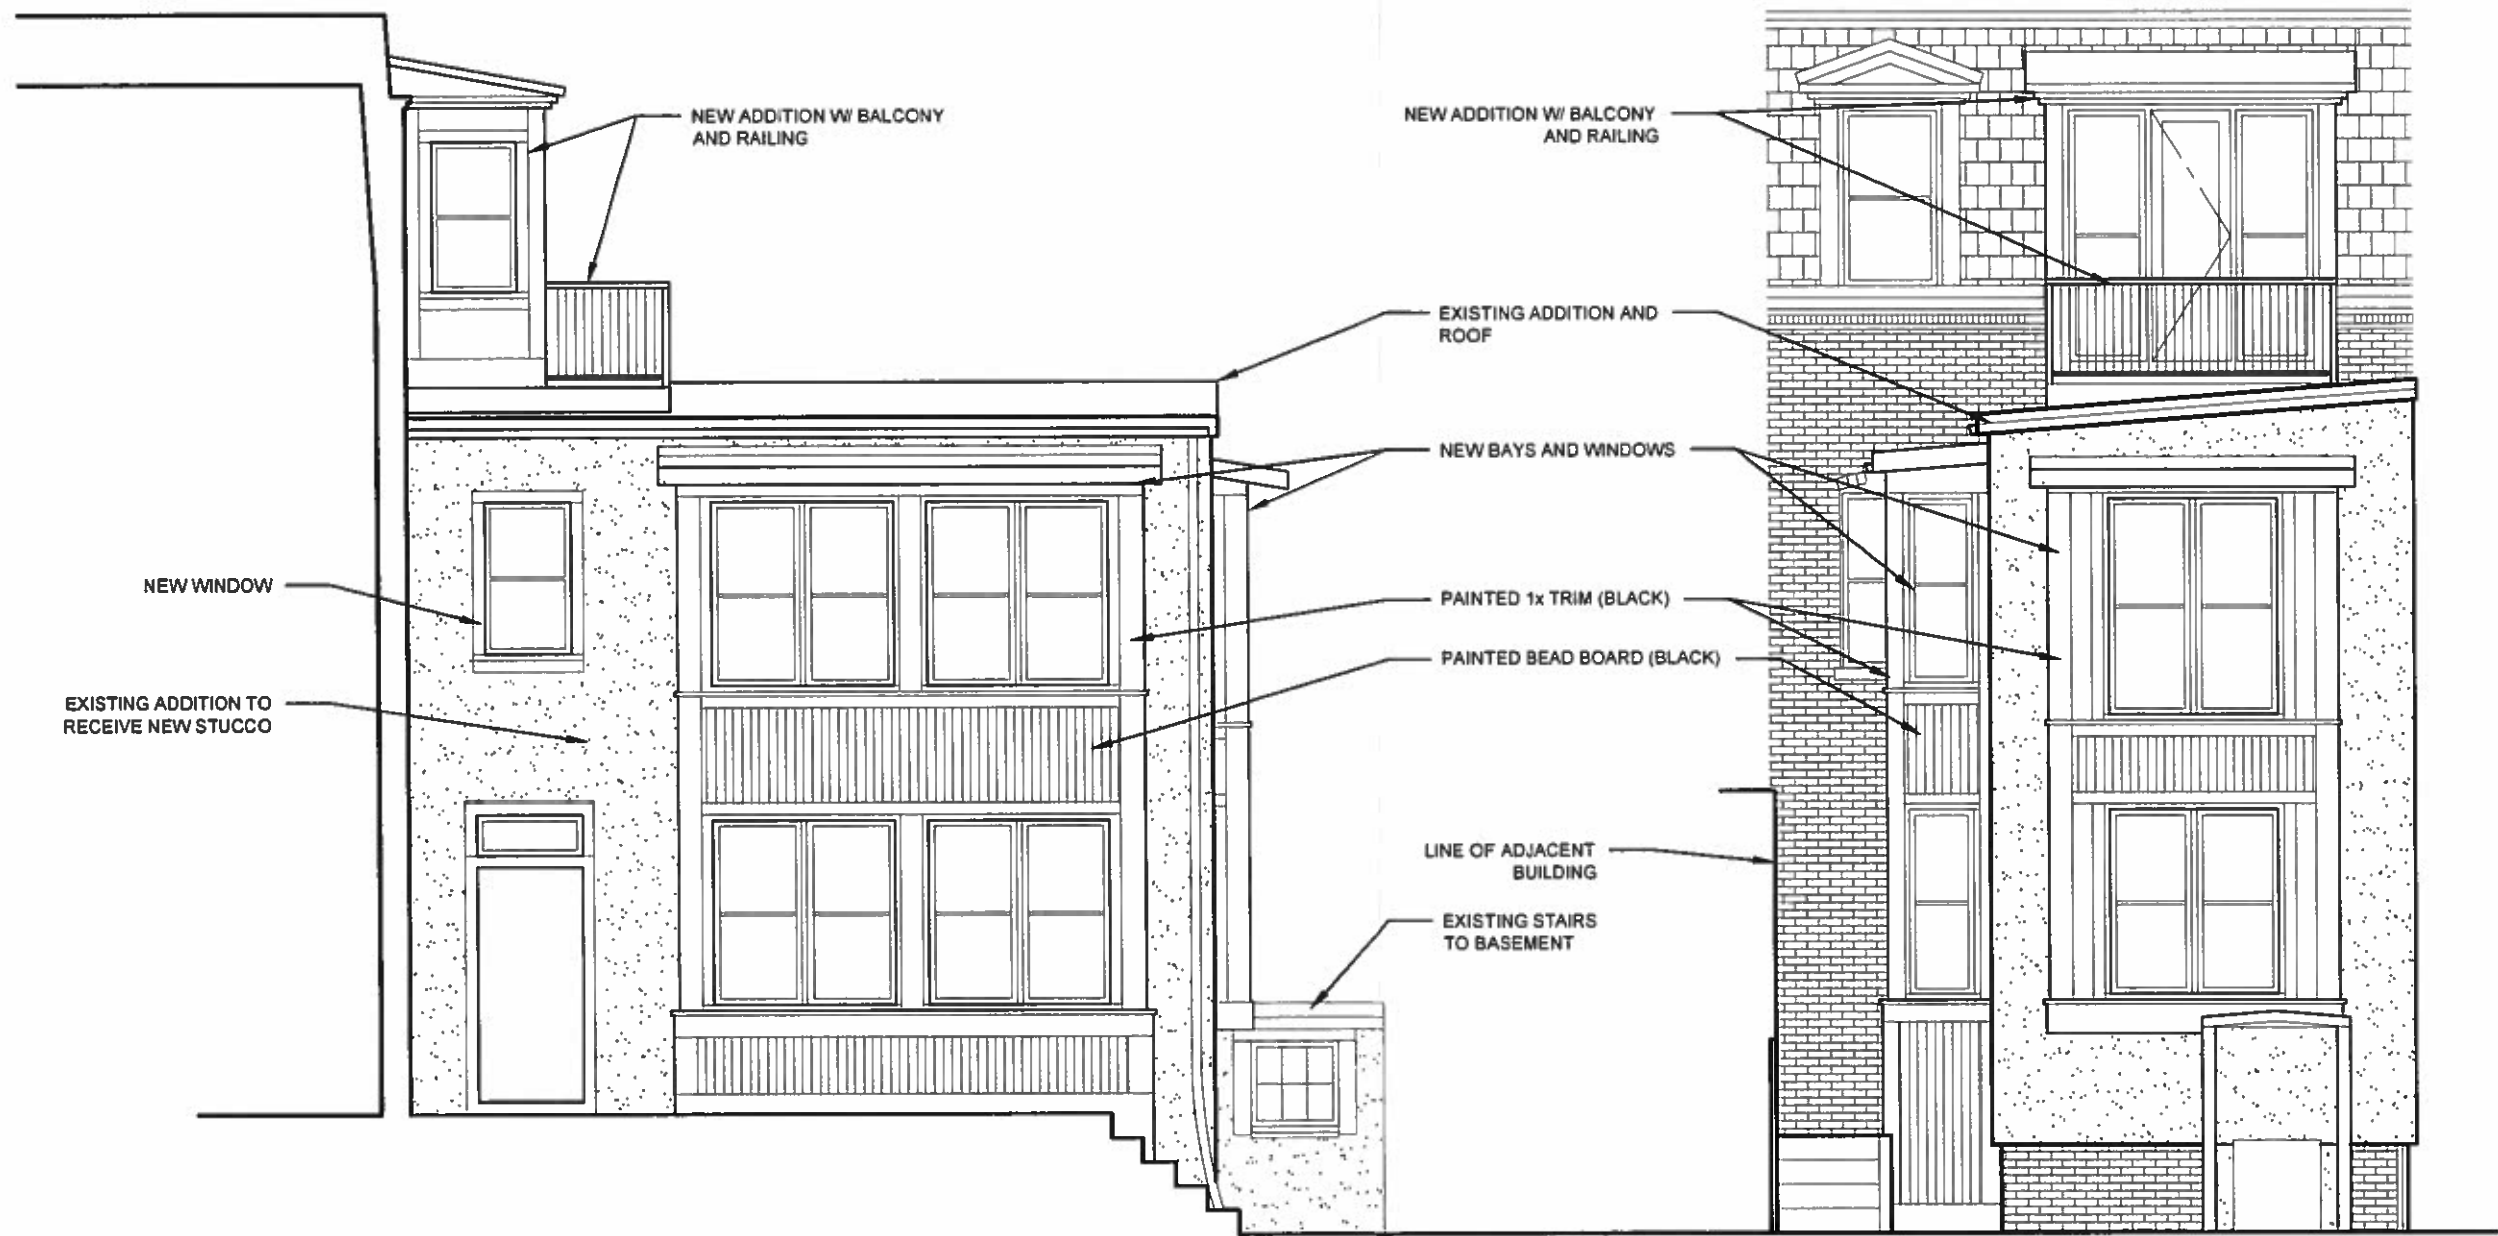 NEW ADDITION W/ BALCONY
AND RAILING
NEW ADDITION W/ BALCONY
AND RAILING
EXISTING ADDITION AND
ROOF
NEW BAYS AND WINDOWS
NEW WINDOW
PAINTED 1x TRIM (BLACK)
PAINTED BEAD BOARD (BLACK)
EXISTING ADDITION TO
RECEIVE NEW STUCCO
LINE OF ADJACENT
BUILDING
EXISTING STAIRS
TO BASEMENT